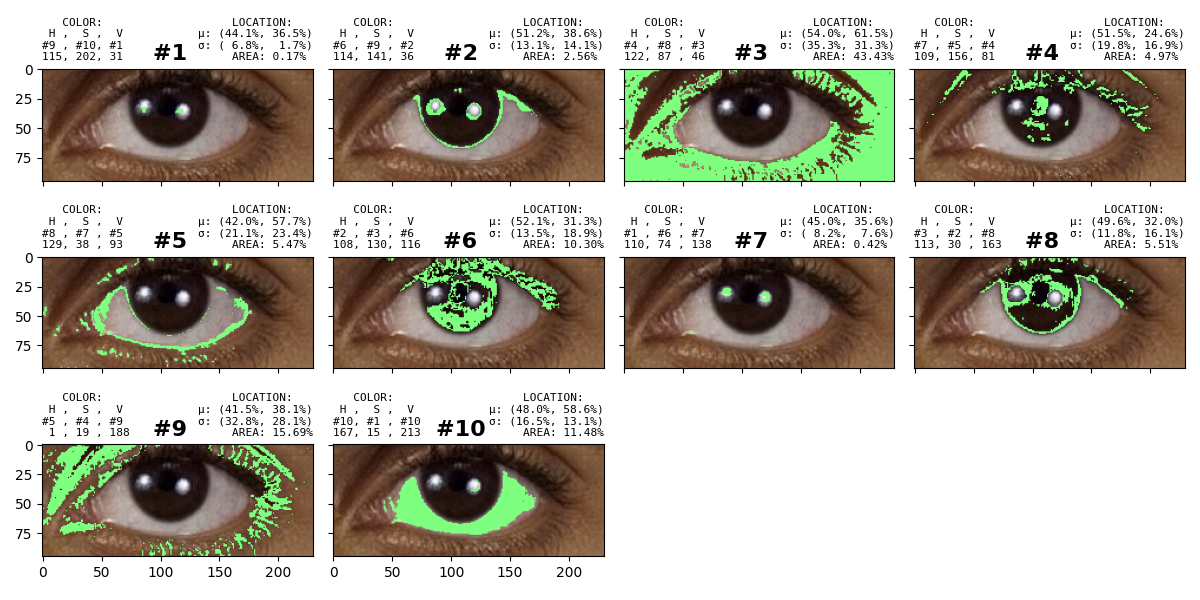 COLOR: LOCATION:
H , S , V μ: (44.1%, 36.5%)
#9 , #10, #1 #1 σ: ( 6.8%, 1.7%)
115, 202, 31 AREA: 0.17%
COLOR: LOCATION:
H , S , V μ: (51.2%, 38.6%)
#6 , #9 , #2 #2 σ: (13.1%, 14.1%)
114, 141, 36 AREA: 2.56%
COLOR: LOCATION:
H , S , V μ: (54.0%, 61.5%)
#4 , #8 , #3 #3 σ: (35.3%, 31.3%)
122, 87 , 46 AREA: 43.43%
COLOR: LOCATION:
H , S , V μ: (51.5%, 24.6%)
#7 , #5 , #4 #4 σ: (19.8%, 16.9%)
109, 156, 81 AREA: 4.97%
0
25
50
75
COLOR: LOCATION:
H , S , V μ: (42.0%, 57.7%)
#8 , #7 , #5 #5 σ: (21.1%, 23.4%)
129, 38 , 93 AREA: 5.47%
COLOR: LOCATION:
H , S , V μ: (52.1%, 31.3%)
#2 , #3 , #6 #6 σ: (13.5%, 18.9%)
108, 130, 116 AREA: 10.30%
COLOR: LOCATION:
H , S , V μ: (45.0%, 35.6%)
#1 , #6 , #7 #7 σ: ( 8.2%, 7.6%)
110, 74 , 138 AREA: 0.42%
COLOR: LOCATION:
H , S , V μ: (49.6%, 32.0%)
#3 , #2 , #8 #8 σ: (11.8%, 16.1%)
113, 30 , 163 AREA: 5.51%
0
25
50
75
COLOR: LOCATION:
H , S , V μ: (41.5%, 38.1%)
#5 , #4 , #9 #9 σ: (32.8%, 28.1%)
1 , 19 , 188 AREA: 15.69%
COLOR: LOCATION:
H , S , V μ: (48.0%, 58.6%)
#10, #1 , #10 #10 σ: (16.5%, 13.1%)
167, 15 , 213 AREA: 11.48%
0
25
50
75
0 50 100 150 200
0 50 100 150 200